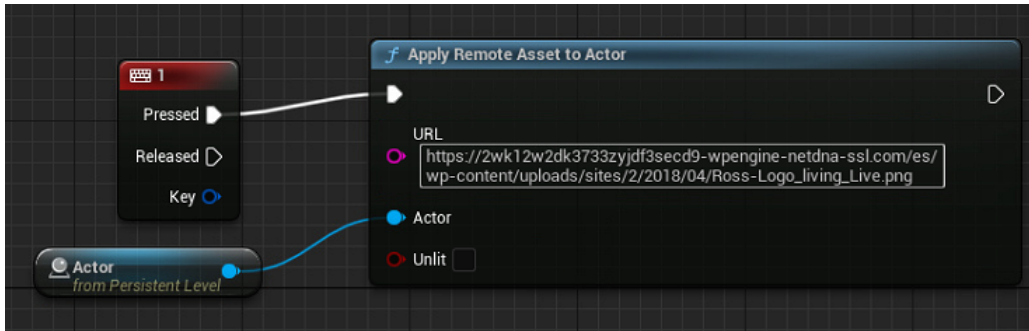 1
Pressed
Released
Key
Actor
from Persistent Level
f Apply Remote Asset to Actor
URL
https://2wk12w2dk3733zyjdf3secd9-wpengine-netdna-ssl.com/es/
wp-content/uploads/sites/2/2018/04/Ross-Logo_living_Live.png
Actor
Unlit